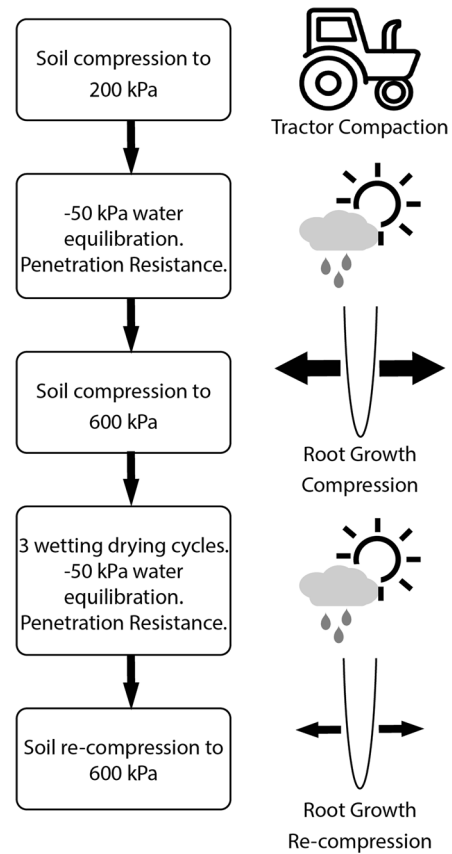 Soil compression to
200 kPa
Tractor Compaction
-50 kPa water
equilibration.
Penetration Resistance.
Soil compression to
600 kPa
Root Growth
Compression
3 wetting drying cycles.
-50 kPa water
equilibration.
Penetration Resistance.
Soil re-compression to
600 kPa
Root Growth
Re-compression